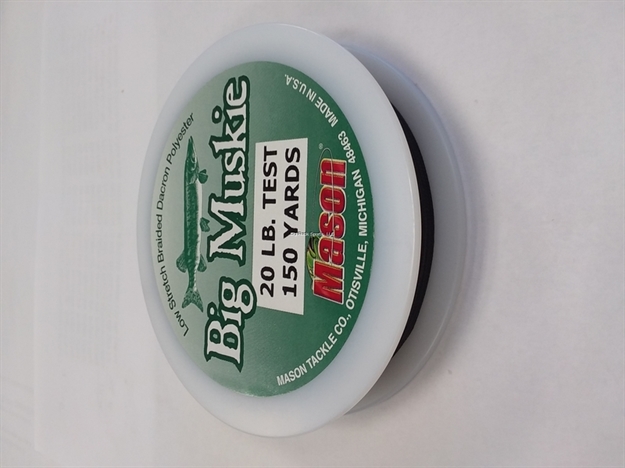 Low Stretch Braided Dacron Polyester
Big Muskie
20 LB. TEST
150 YARDS
Mason®
MASON TACKLE CO., OTISVILLE, MICHIGAN 48463 MADE IN U.S.A.